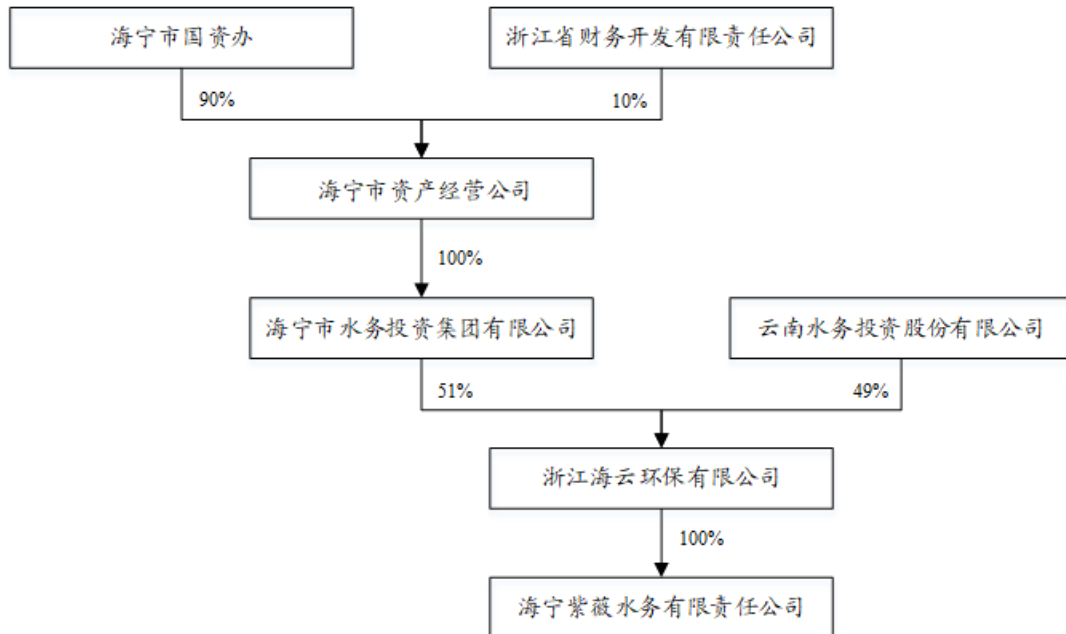 海宁市国资办
浙江省财务开发有限责任公司
90%
10%
海宁市资产经营公司
100%
海宁市水务投资集团有限公司
云南水务投资股份有限公司
51%
49%
浙江海云环保有限公司
100%
海宁紫薇水务有限责任公司